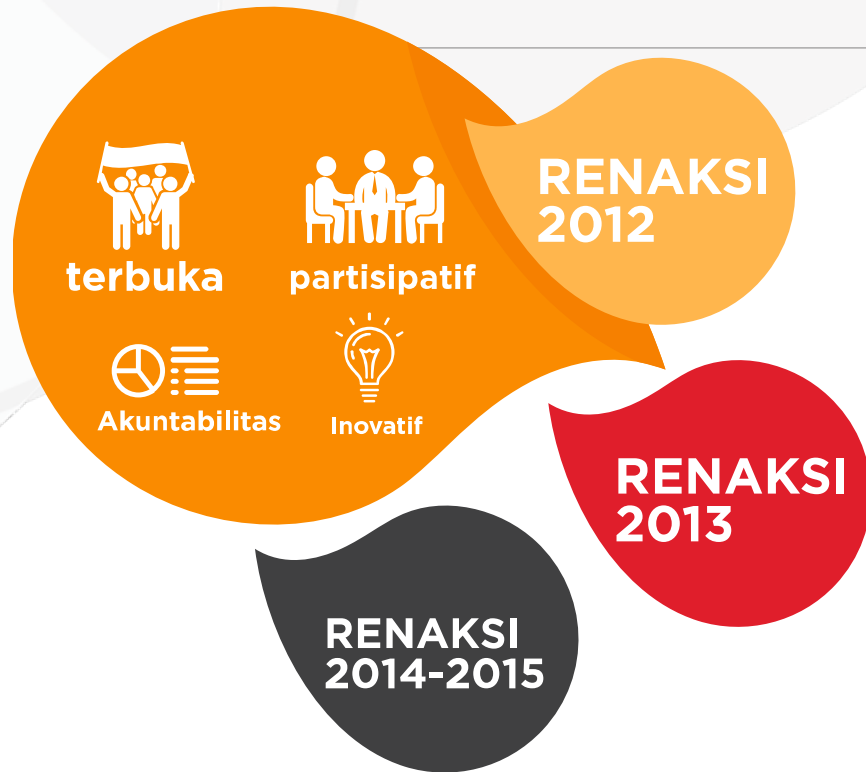 terbuka
partisipatif
Akuntabilitas
Inovatif
RENAKSI
2012
RENAKSI
2013
RENAKSI
2014-2015